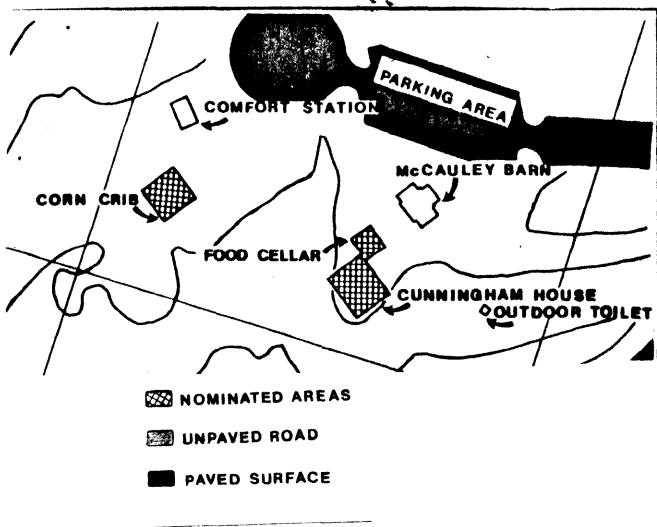 PARKING AREA
COMFORT STATION
McCAULEY BARN
CORN CRIB
FOOD CELLAR
CUNNINGHAM HOUSE
OUTDOOR TOILET
NOMINATED AREAS
UNPAVED ROAD
PAVED SURFACE